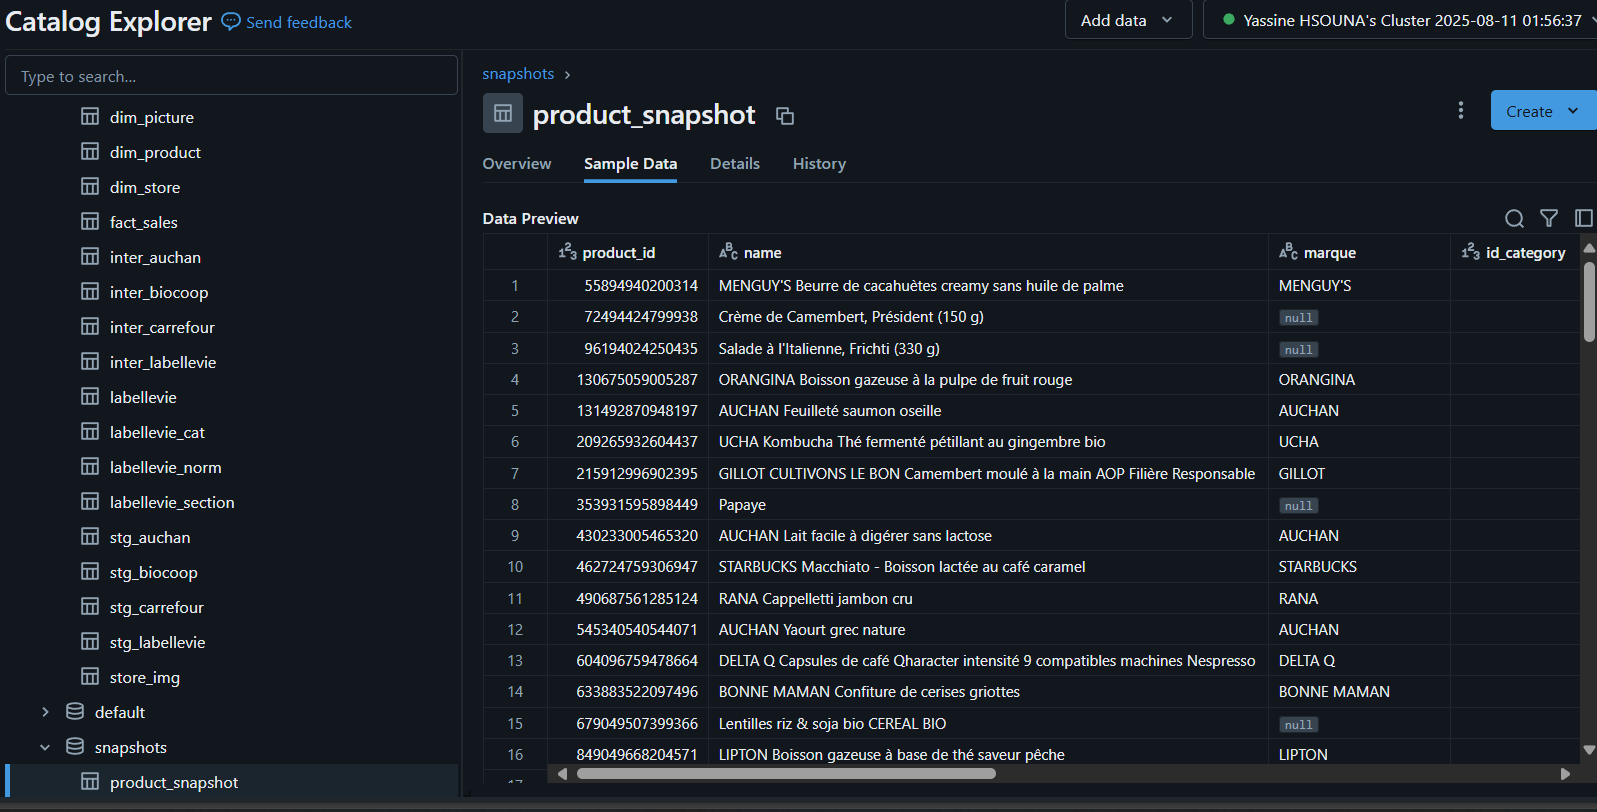 Catalog Explorer Send feedback
Add data
Yassine HSOUNA's Cluster 2025-08-11 01:56:37
Type to search...
dim_picture
dim_product
dim_store
fact_sales
inter_auchan
inter_biocoop
inter_carrefour
inter_labellevie
labellevie
labellevie_cat
labellevie_norm
labellevie_section
stg_auchan
stg_biocoop
stg_carrefour
stg_labellevie
store_img
default
snapshots
product_snapshot
snapshots ›
product_snapshot
Create
Overview Sample Data Details History
Data Preview
product_id name marque id_category
1 55894940200314 MENGUY'S Beurre de cacahuètes creamy sans huile de palme MENGUY'S
2 72494424799938 Crème de Camembert, Président (150 g) null
3 96194024250435 Salade à l'Italienne, Frichti (330 g) null
4 130675059005287 ORANGINA Boisson gazeuse à la pulpe de fruit rouge ORANGINA
5 131492870948197 AUCHAN Feuilleté saumon oseille AUCHAN
6 209265932604437 UCHA Kombucha Thé fermenté pétillant au gingembre bio UCHA
7 215912996902395 GILLOT CULTIVONS LE BON Camembert moulé à la main AOP Filière Responsable GILLOT
8 353931595898449 Papaye null
9 430233005465320 AUCHAN Lait facile à digérer sans lactose AUCHAN
10 462724759306947 STARBUCKS Macchiato - Boisson lactée au café caramel STARBUCKS
11 490687561285124 RANA Cappelletti jambon cru RANA
12 545340540544071 AUCHAN Yaourt grec nature AUCHAN
13 604096759478664 DELTA Q Capsules de café Qharacter intensité 9 compatibles machines Nespresso DELTA Q
14 633883522097496 BONNE MAMAN Confiture de cerises griottes BONNE MAMAN
15 679049507399366 Lentilles riz & soja bio CEREAL BIO null
16 849049668204571 LIPTON Boisson gazeuse à base de thé saveur pêche LIPTON